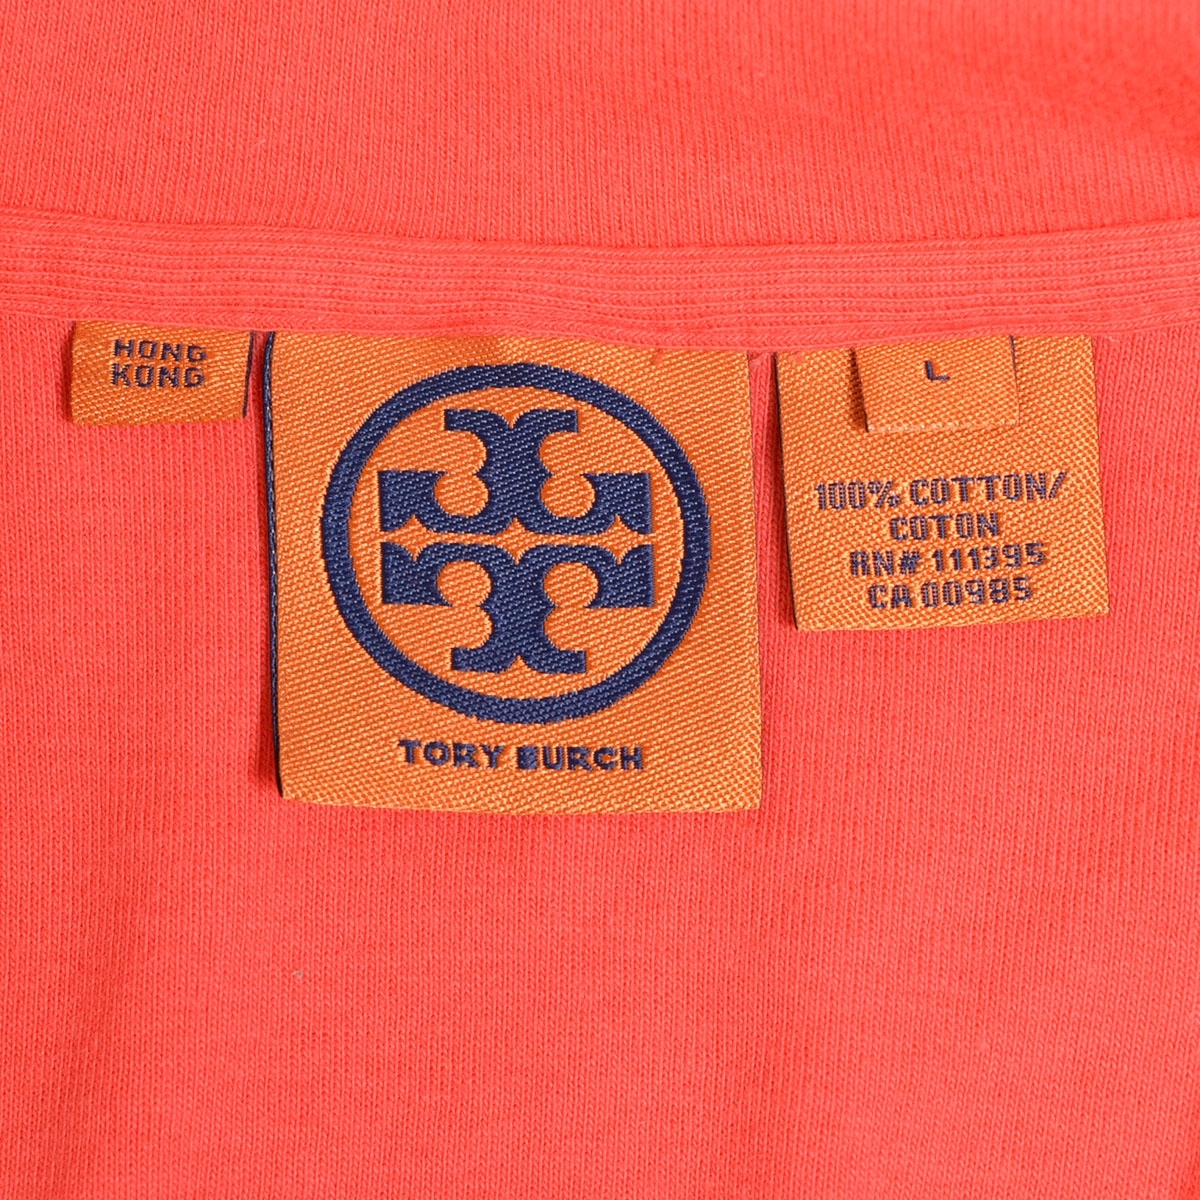 HONG
KONG
TORY BURCH
L
100% COTTON/
COTON
RN# 111395
CA 00985